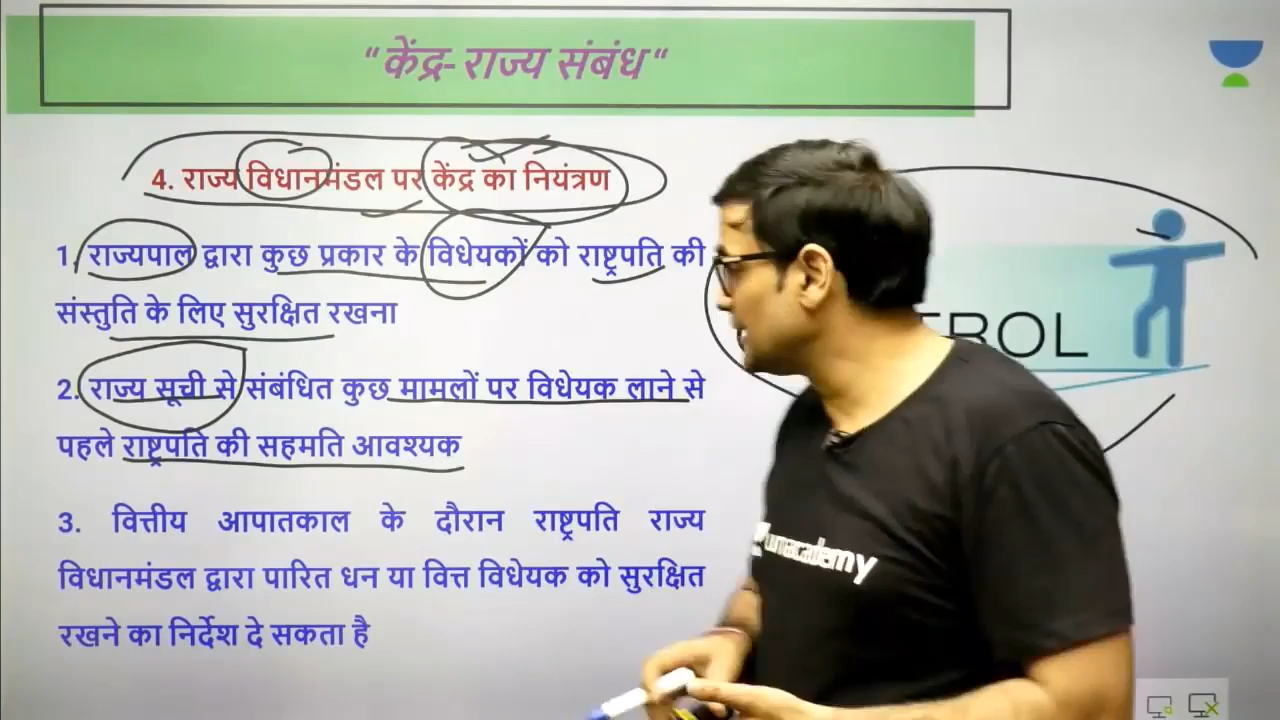 “केंद्र- राज्य संबंध“
4. राज्य विधानमंडल पर केंद्र का नियंत्रण
1. राज्यपाल द्वारा कुछ प्रकार के विधेयकों को राष्ट्रपति की
संस्तुति के लिए सुरक्षित रखना
2. राज्य सूची से संबंधित कुछ मामलों पर विधेयक लाने से
पहले राष्ट्रपति की सहमति आवश्यक
3. वित्तीय आपातकाल के दौरान राष्ट्रपति राज्य
विधानमंडल द्वारा पारित धन या वित्त विधेयक को सुरक्षित
रखने का निर्देश दे सकता है
unacademy